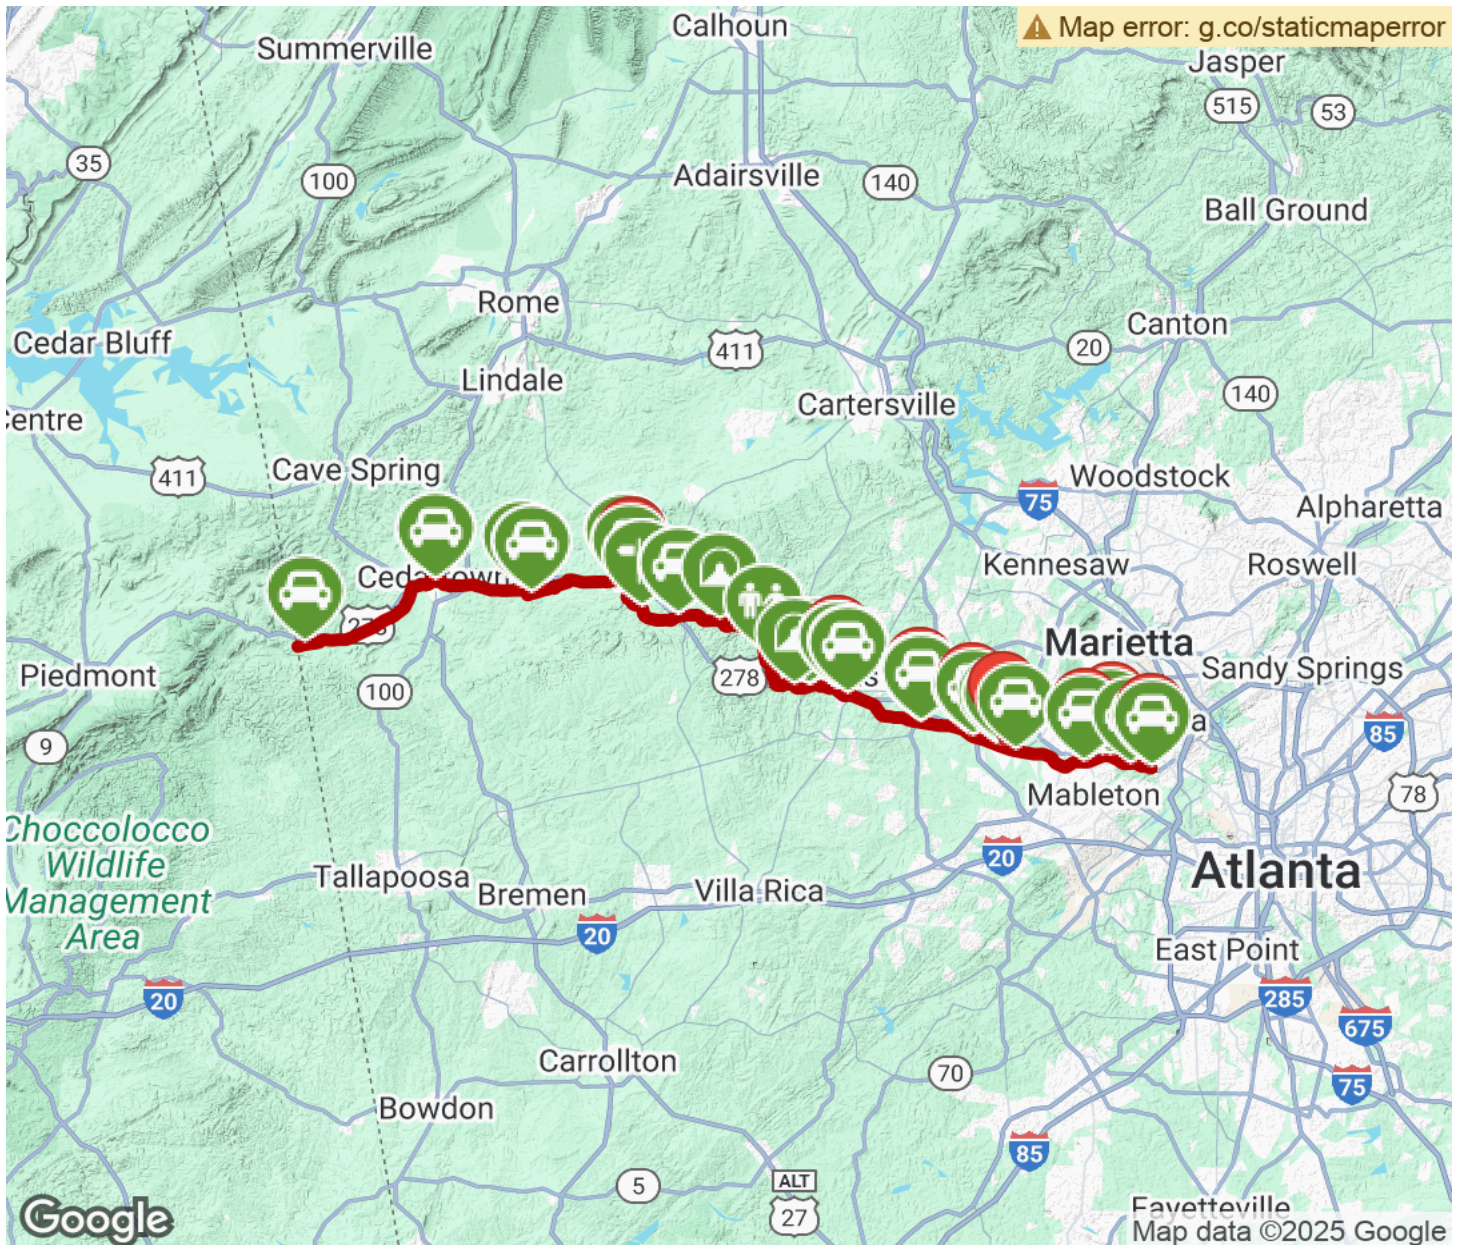 Calhoun
Map error: g.co/staticmaperror
Summerville
Jasper
515
53
35
100
Adairsville
140
Ball Ground
Rome
Canton
Cedar Bluff
411
20
Lindale
140
Cartersville
entre
Cave Spring
411
Woodstock
75
Alpharetta
Kennesaw
Roswell
Marietta
Piedmont
278
Sandy Springs
100
s
a
9
85
Mableton
78
Choccolocco
Wildlife
Management
Area
20
Atlanta
Tallapoosa
Bremen
Villa Rica
20
East Point
20
285
675
Carrollton
70
75
Bowdon
85
5
ALT
27
Fayetteville
Google
Map data ©2025 Google